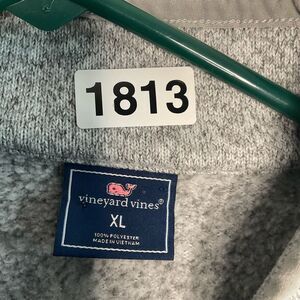 1813
vineyard vines®
XL
100% POLYESTER
MADE IN VIETNAM